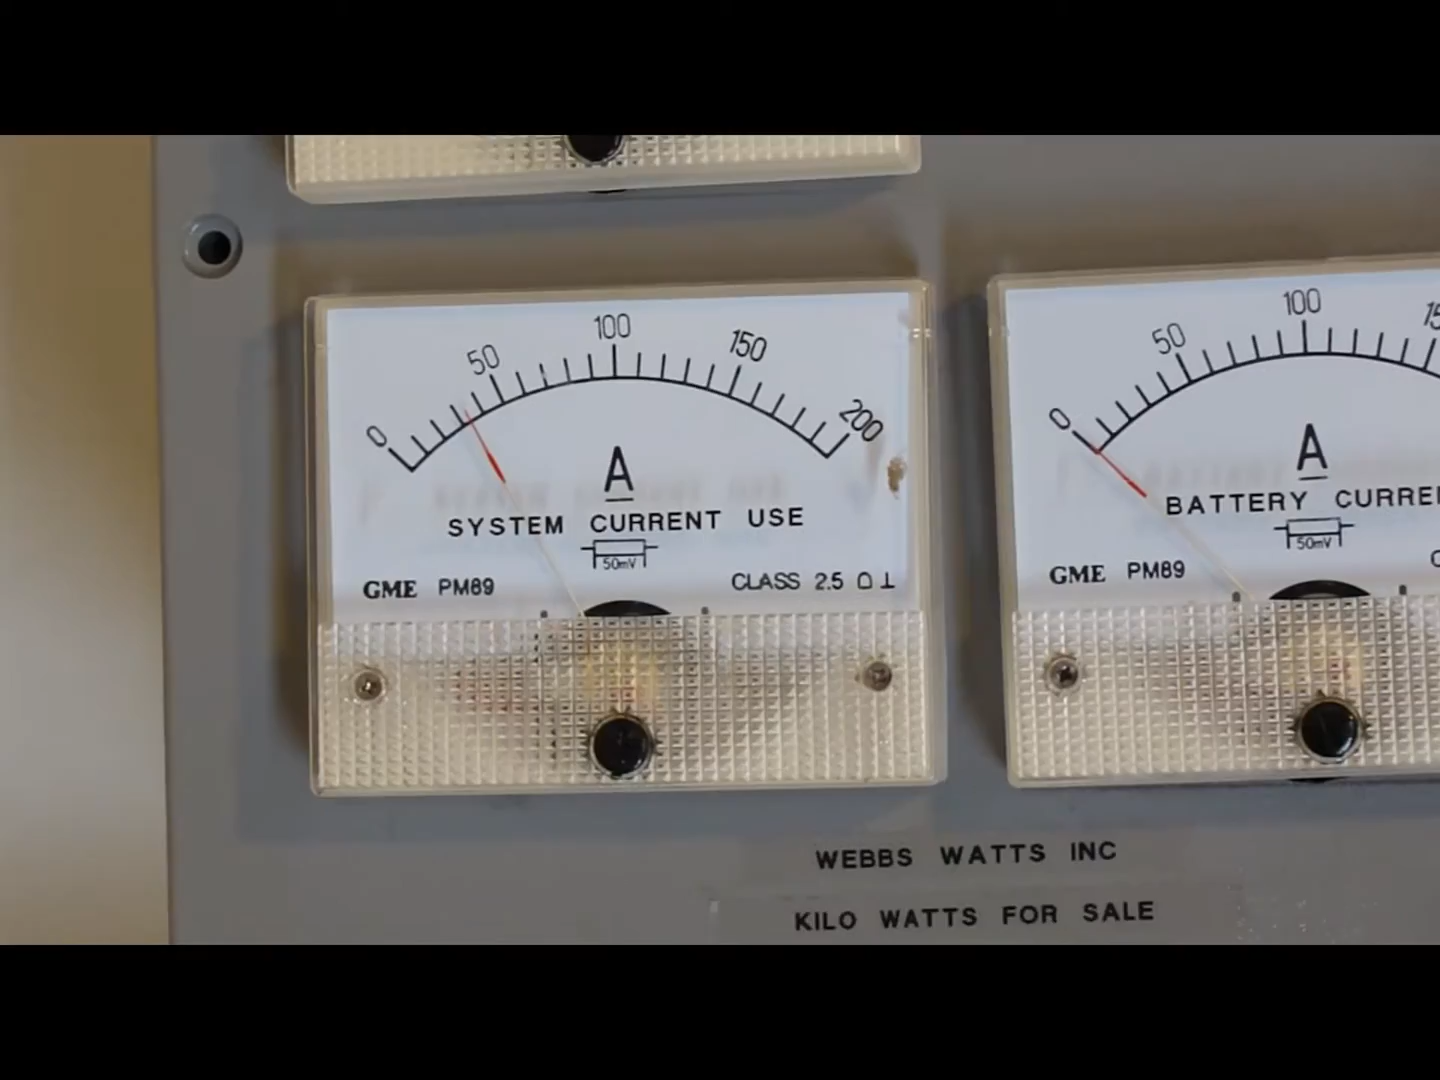 0 50 100 150 200
A
SYSTEM CURRENT USE
50mV
GME PM89 CLASS 2.5
0 50 100
A
BATTERY
50mV
GME PM89
WEBBS WATTS INC
KILO WATTS FOR SALE